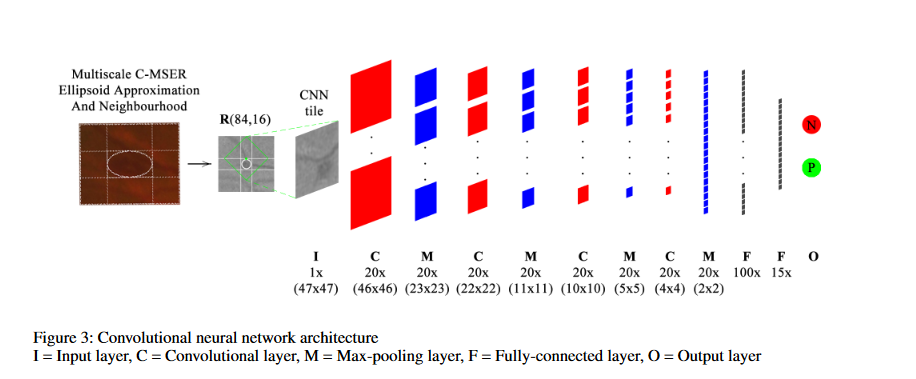 Multiscale C-MSER
Ellipsoid Approximation
And Neighbourhood
R(84,16)
CNN
tile
N
P
I C M C M C M C M F F O
1x 20x 20x 20x 20x 20x 20x 20x 20x 100x 15x
(47x47) (46x46) (23x23) (22x22) (11x11) (10x10) (5x5) (4x4) (2x2)
Figure 3: Convolutional neural network architecture
I = Input layer, C = Convolutional layer, M = Max-pooling layer, F = Fully-connected layer, O = Output layer